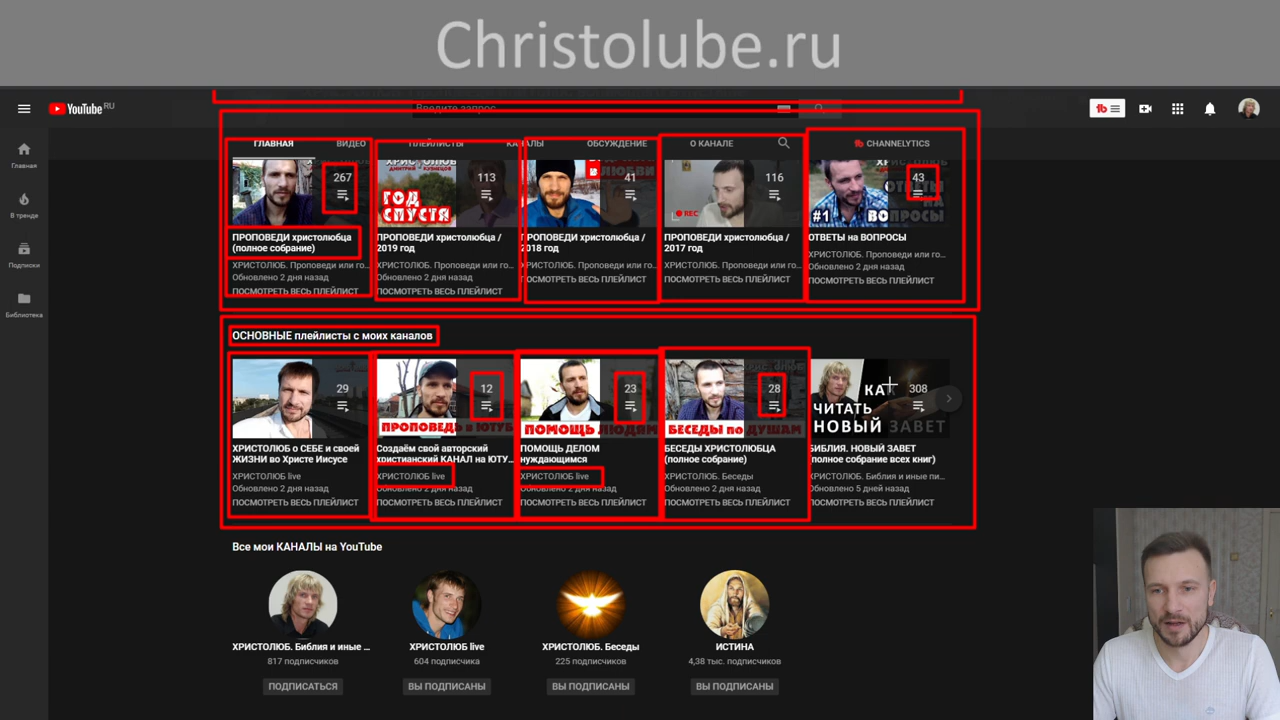 Christolube.ru
YouTube RU
Введите запрос
ГЛАВНАЯ ВИДЕО ПЛЕЙЛИСТЫ КАНАЛЫ ОБСУЖДЕНИЕ О КАНАЛЕ CHANNELYTICS
Главная
В тренде
Подписки
Библиотека
267
ПРОПОВЕДИ христолюбца
(полное собрание)
ХРИСТОЛЮБ. Проповеди или го...
Обновлено 2 дня назад
ПОСМОТРЕТЬ ВЕСЬ ПЛЕЙЛИСТ
ГОД
СПУСТЯ
113
ПРОПОВЕДИ христолюбца /
2019 год
ХРИСТОЛЮБ. Проповеди или го...
Обновлено 2 дня назад
ПОСМОТРЕТЬ ВЕСЬ ПЛЕЙЛИСТ
41
ПРОПОВЕДИ христолюбца /
2018 год
ХРИСТОЛЮБ. Проповеди или го...
ПОСМОТРЕТЬ ВЕСЬ ПЛЕЙЛИСТ
REC
116
ПРОПОВЕДИ христолюбца /
2017 год
ХРИСТОЛЮБ. Проповеди или го...
ПОСМОТРЕТЬ ВЕСЬ ПЛЕЙЛИСТ
43
ОТВЕТЫ
НА
#1 ВОПРОСЫ
ОТВЕТЫ на ВОПРОСЫ
ХРИСТОЛЮБ. Проповеди или го...
Обновлено 2 дня назад
ПОСМОТРЕТЬ ВЕСЬ ПЛЕЙЛИСТ
ОСНОВНЫЕ плейлисты с моих каналов
29
ХРИСТОЛЮБ о СЕБЕ и своей
ЖИЗНИ во Христе Иисусе
ХРИСТОЛЮБ live
Обновлено 2 дня назад
ПОСМОТРЕТЬ ВЕСЬ ПЛЕЙЛИСТ
12
ПРОПОВЕДЬ в ЮТУБ
Создаём свой авторский
христианский КАНАЛ на ЮТУ...
ХРИСТОЛЮБ live
Обновлено 2 дня назад
ПОСМОТРЕТЬ ВЕСЬ ПЛЕЙЛИСТ
23
ПОМОЩЬ ЛЮДЯМ
ПОМОЩЬ ДЕЛОМ
нуждающимся
ХРИСТОЛЮБ live
Обновлено 2 дня назад
ПОСМОТРЕТЬ ВЕСЬ ПЛЕЙЛИСТ
28
БЕСЕДЫ по ДУШАМ
БЕСЕДЫ ХРИСТОЛЮБЦА
(полное собрание)
ХРИСТОЛЮБ. Беседы
Обновлено 2 дня назад
ПОСМОТРЕТЬ ВЕСЬ ПЛЕЙЛИСТ
КАК
308
ЧИТАТЬ
НОВЫЙ ЗАВЕТ
БИБЛИЯ. НОВЫЙ ЗАВЕТ
(полное собрание всех книг)
ХРИСТОЛЮБ. Библия и иные пи...
Обновлено 5 дней назад
ПОСМОТРЕТЬ ВЕСЬ ПЛЕЙЛИСТ
Все мои КАНАЛЫ на YouTube
ХРИСТОЛЮБ. Библия и иные ...
817 подписчиков
ПОДПИСАТЬСЯ
ХРИСТОЛЮБ live
604 подписчика
ВЫ ПОДПИСАНЫ
ХРИСТОЛЮБ. Беседы
225 подписчиков
ВЫ ПОДПИСАНЫ
ИСТИНА
4,38 тыс. подписчиков
ВЫ ПОДПИСАНЫ